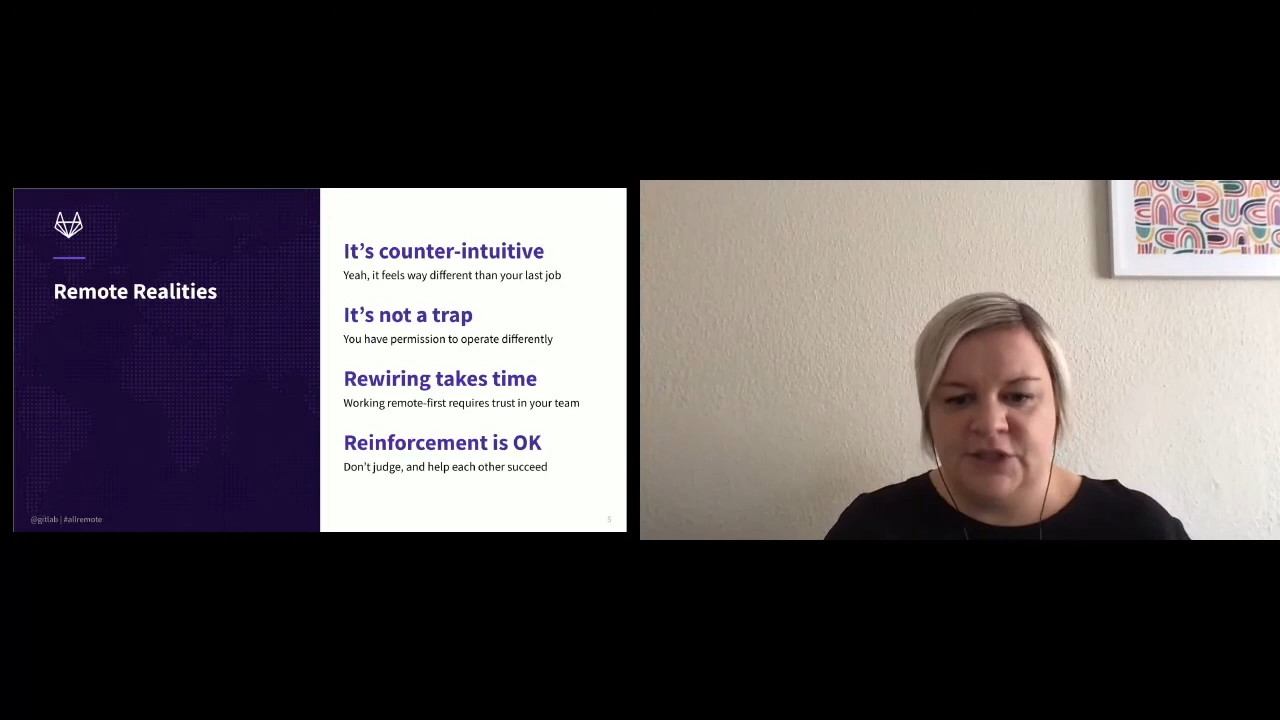 Remote Realities
It’s counter-intuitive
Yeah, it feels way different than your last job
It’s not a trap
You have permission to operate differently
Rewiring takes time
Working remote-first requires trust in your team
Reinforcement is OK
Don’t judge, and help each other succeed
@gitlab | #allremote
5